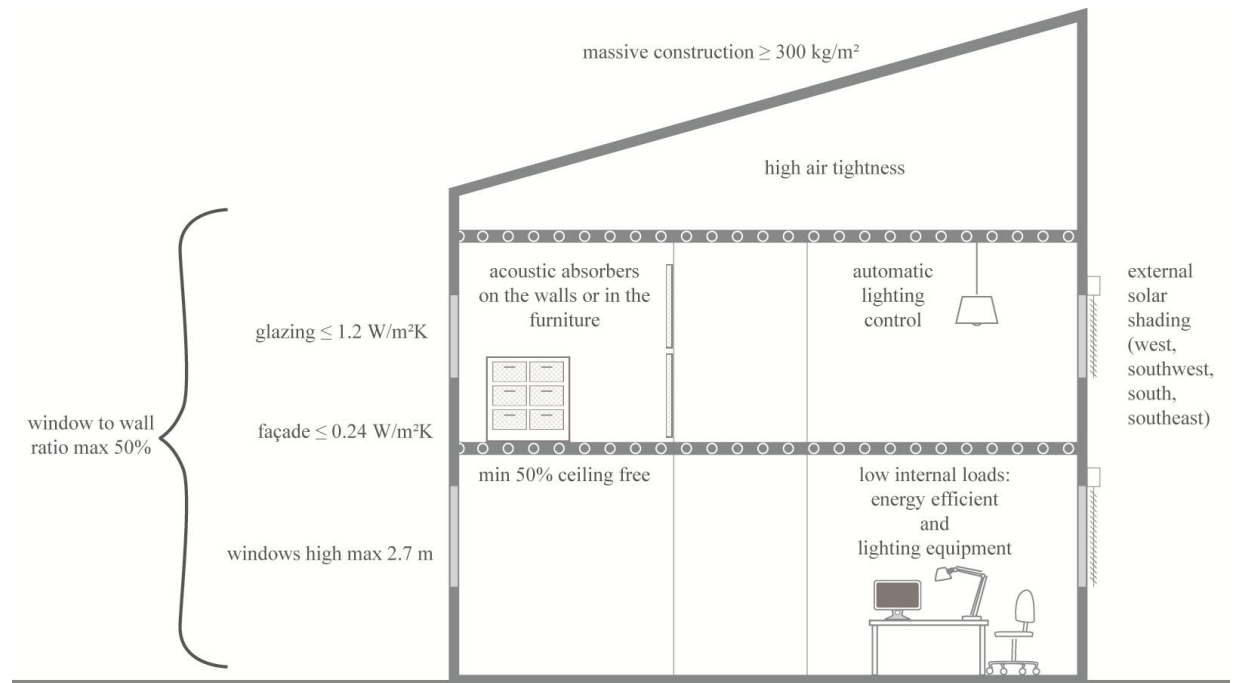 massive construction ≥ 300 kg/m²
high air tightness
acoustic absorbers
on the walls or in the
furniture
automatic
lighting
control
external
solar
shading
(west,
southwest,
south,
southeast)
glazing ≤ 1.2 W/m²K
window to wall
ratio max 50%
façade ≤ 0.24 W/m²K
min 50% ceiling free
low internal loads:
energy efficient
and
lighting equipment
windows high max 2.7 m